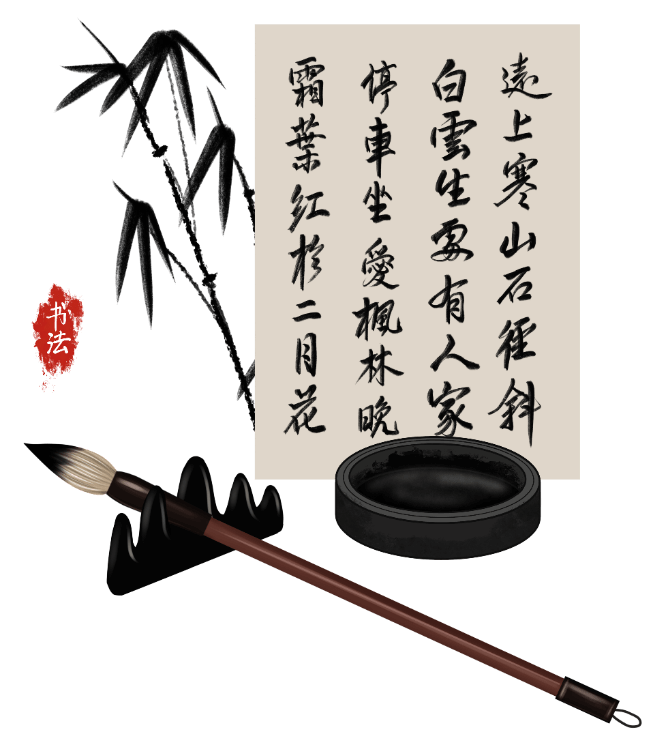 遠上寒山石徑斜
白雲生處有人家
停車坐愛楓林晚
霜葉紅於二月花
书法